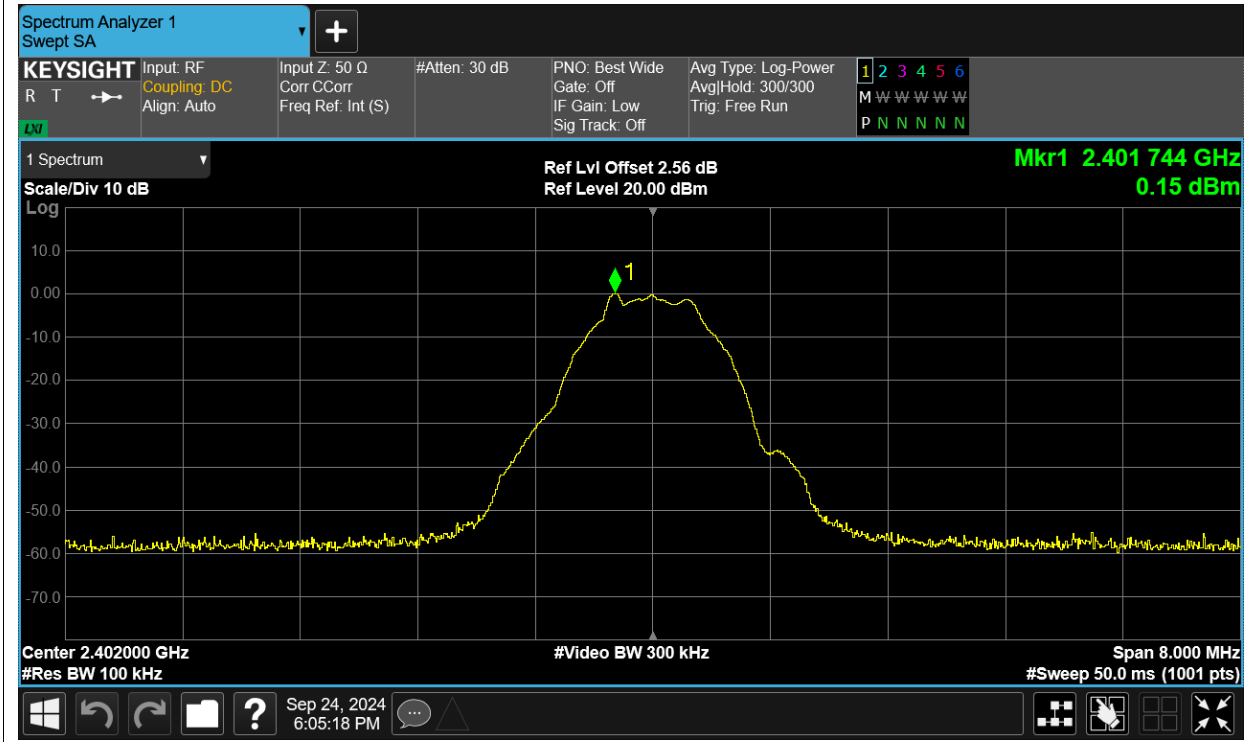 Spectrum Analyzer 1
Swept SA
KEYSIGHT
R T
LXI
Input: RF
Coupling: DC
Align: Auto
Input Z: 50 Ω
Corr CCorr
Freq Ref: Int (S)
#Atten: 30 dB
PNO: Best Wide
Gate: Off
IF Gain: Low
Sig Track: Off
Avg Type: Log-Power
Avg|Hold: 300/300
Trig: Free Run
1 2 3 4 5 6
M W W W W W
P N N N N N
1 Spectrum
Scale/Div 10 dB
Log
Ref Lvl Offset 2.56 dB
Ref Level 20.00 dBm
Mkr1 2.401 744 GHz
0.15 dBm
1
10.0
0.00
-10.0
-20.0
-30.0
-40.0
-50.0
-60.0
-70.0
Center 2.402000 GHz
#Video BW 300 kHz
Span 8.000 MHz
#Res BW 100 kHz
#Sweep 50.0 ms (1001 pts)
?
Sep 24, 2024
6:05:18 PM